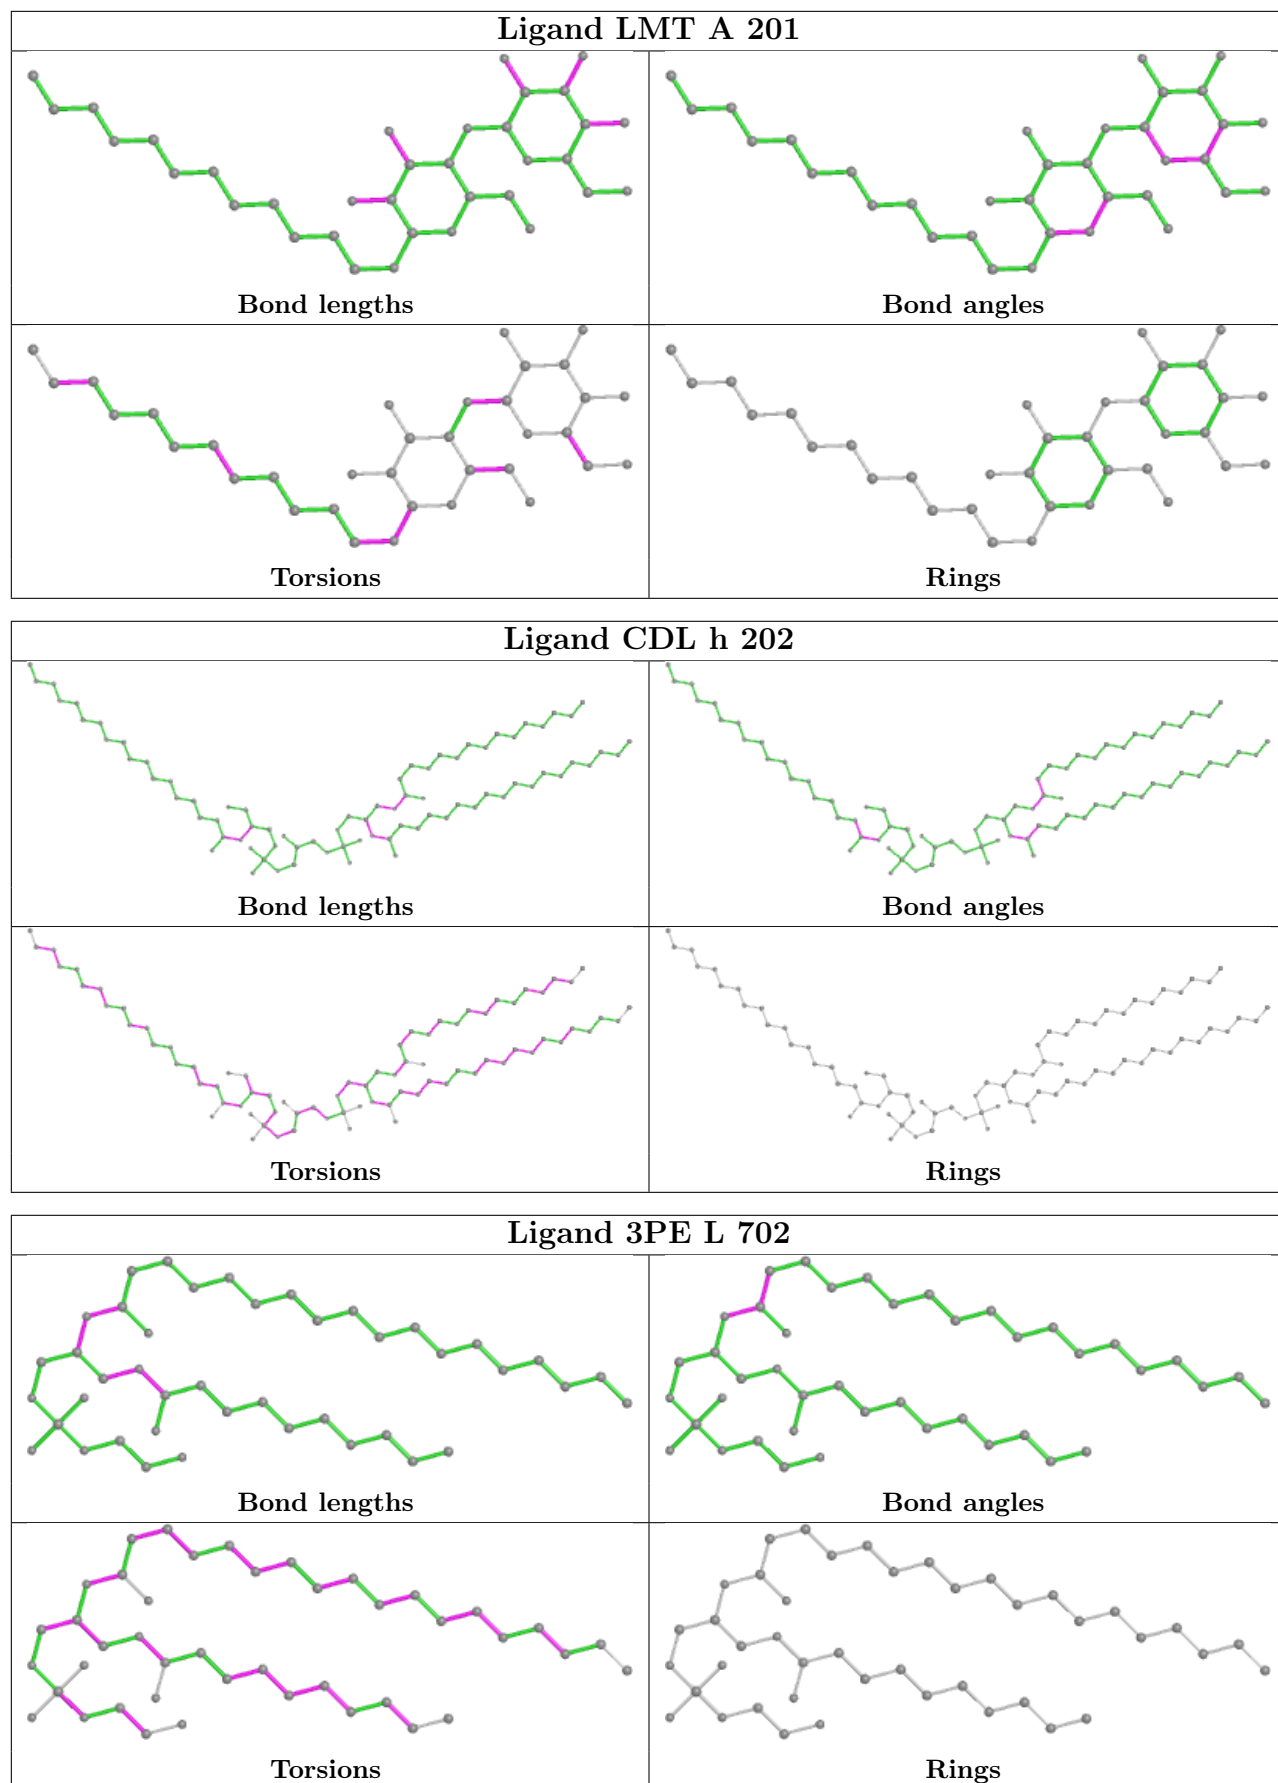 Ligand LMT A 201
Bond lengths
Bond angles
Torsions
Rings
Ligand CDL h 202
Bond lengths
Bond angles
Torsions
Rings
Ligand 3PE L 702
Bond lengths
Bond angles
Torsions
Rings